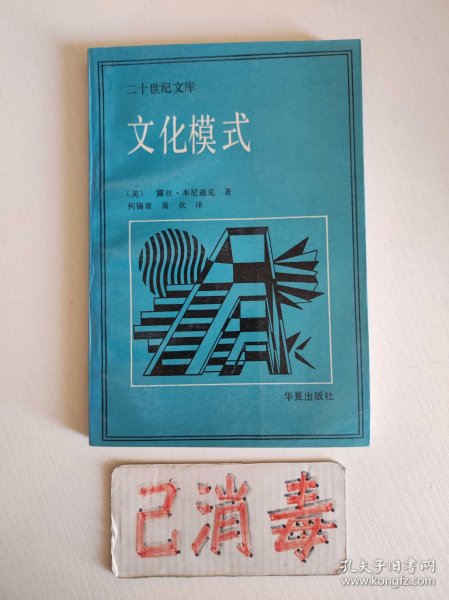 二十世纪文库
文化模式
(美) 露丝·本尼迪克 著
何锡章 黄欢 译
华夏出版社
已消毒
孔夫子旧书网
www.kongfz.com